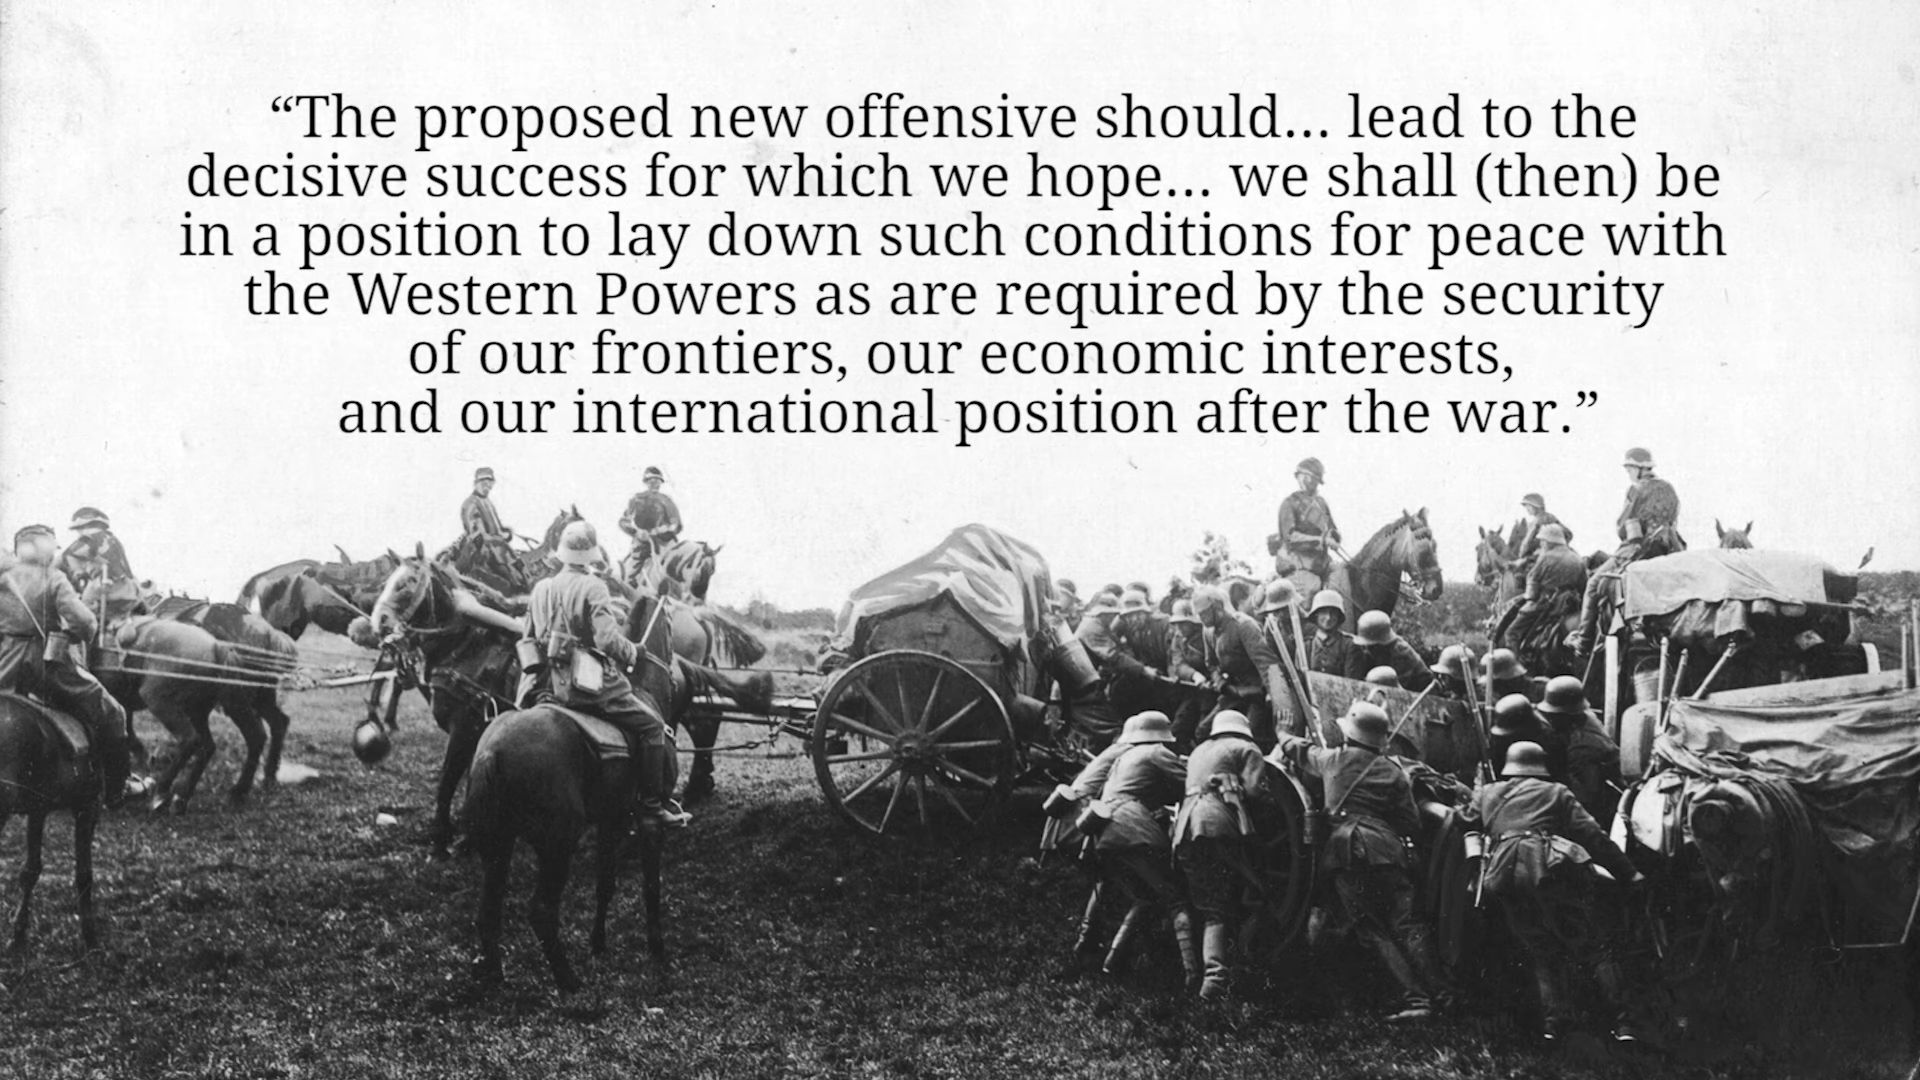 “The proposed new offensive should... lead to the
decisive success for which we hope... we shall (then) be
in a position to lay down such conditions for peace with
the Western Powers as are required by the security
of our frontiers, our economic interests,
and our international position after the war.”